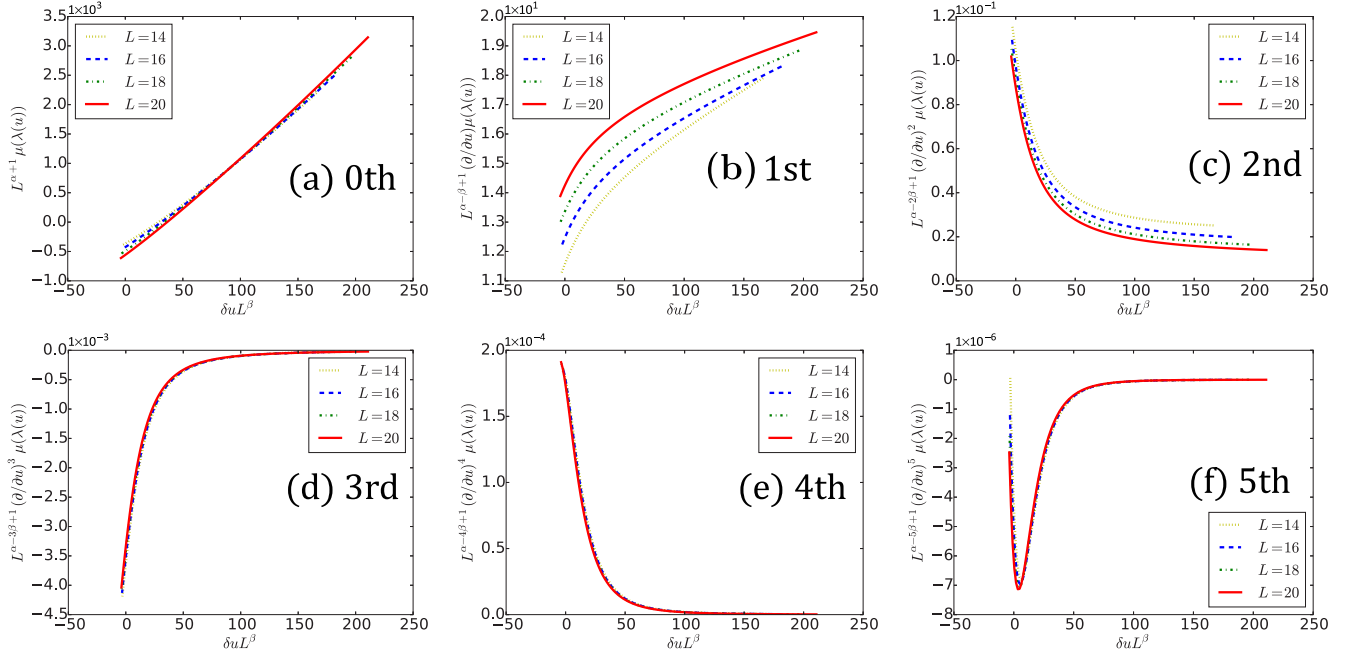 1e3
3.5
3.0
2.5
2.0
1.5
1.0
0.5
0.0
−0.5
−1.0
−50 0 50 100 150 200 250
δuL^β
L^{α+1} μ(λ(u))
L=14
L=16
L=18
L=20
(a) 0th
2.0 ×10¹
1.9
1.8
1.7
1.6
1.5
1.4
1.3
1.2
1.1
−50 0 50 100 150 200 250
δuL^β
L^{α−β+1}(∂/∂u)μ(λ(u))
L=14
L=16
L=18
L=20
(b) 1st
1.2 ×10⁻¹
1.0
0.8
0.6
0.4
0.2
0.0
−50 0 50 100 150 200 250
δuL^β
L^{α−2β+1}(∂/∂u)² μ(λ(u))
L=14
L=16
L=18
L=20
(c) 2nd
0.0 ×10⁻³
−0.5
−1.0
−1.5
−2.0
−2.5
−3.0
−3.5
−4.0
−4.5
−50 0 50 100 150 200 250
δuL^β
L^{α−3β+1}(∂/∂u)³ μ(λ(u))
L=14
L=16
L=18
L=20
(d) 3rd
2.0 ×10⁻⁴
1.5
1.0
0.5
0.0
−50 0 50 100 150 200 250
δuL^β
L^{α−4β+1}(∂/∂u)⁴ μ(λ(u))
L=14
L=16
L=18
L=20
(e) 4th
1 ×10⁻⁶
0
−1
−2
−3
−4
−5
−6
−7
−8
−50 0 50 100 150 200 250
δuL^β
L^{α−5β+1}(∂/∂u)⁵ μ(λ(u))
L=14
L=16
L=18
L=20
(f) 5th